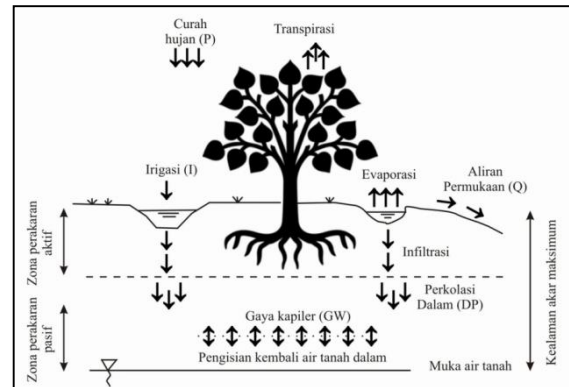 Curah
hujan (P)
Transpirasi
Irigasi (I)
Evaporasi
Aliran
Permukaan (Q)
Zona perakaran
aktif
Infiltrasi
Perkolasi
Dalam (DP)
Zona perakaran
pasif
Gaya kapiler (GW)
Pengisian kembali air tanah dalam
Muka air tanah
Kealaman akar maksimum